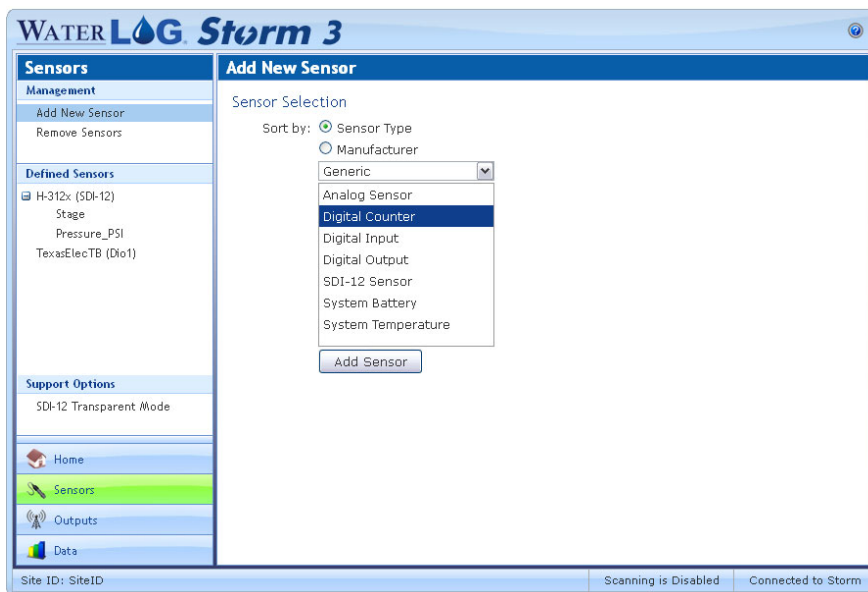 WATERLOG. Storm 3
Sensors
Management
Add New Sensor
Remove Sensors
Defined Sensors
H-312x (SDI-12)
Stage
Pressure_PSI
TexasElecTB (Dio1)
Support Options
SDI-12 Transparent Mode
Home
Sensors
Outputs
Data
Add New Sensor
Sensor Selection
Sort by: Sensor Type
Manufacturer
Generic
Analog Sensor
Digital Counter
Digital Input
Digital Output
SDI-12 Sensor
System Battery
System Temperature
Add Sensor
Site ID: SiteID
Scanning is Disabled
Connected to Storm